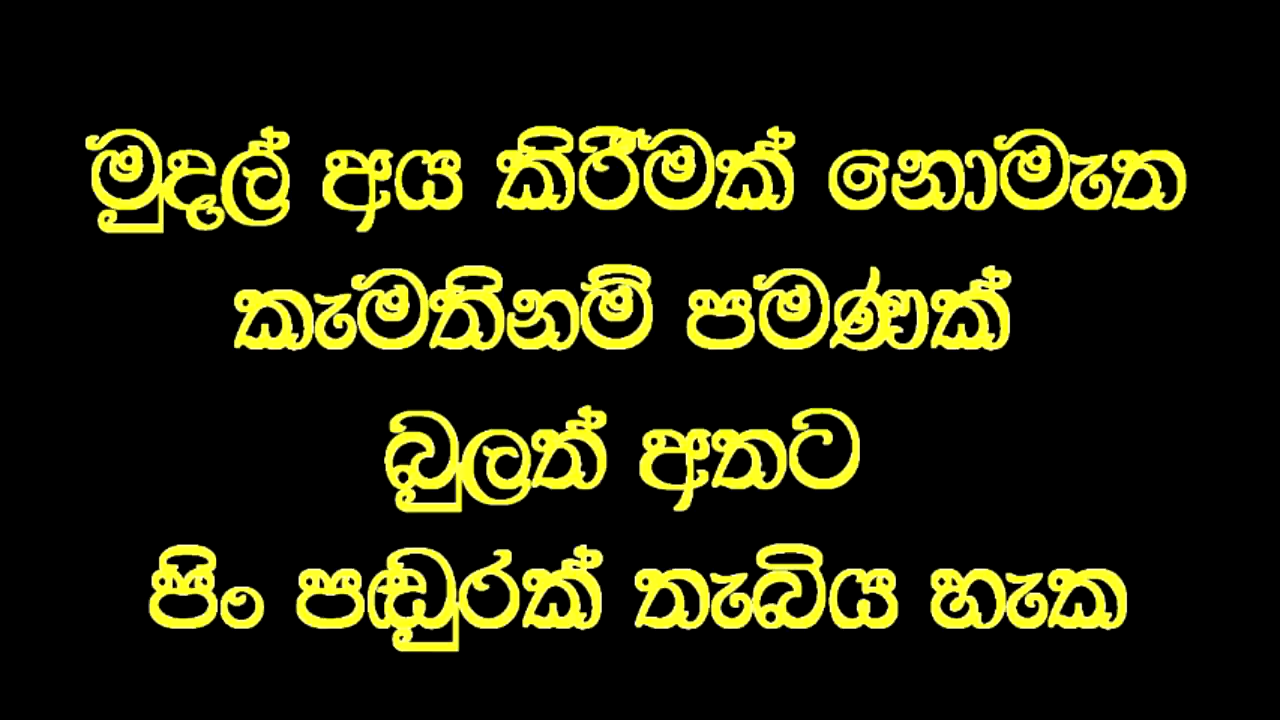 මුදල් අය කිරීමක් නොමැත
කැමතිනම් පමණක්
බුලත් අතට
පිං පඬුරක් තැබිය හැක